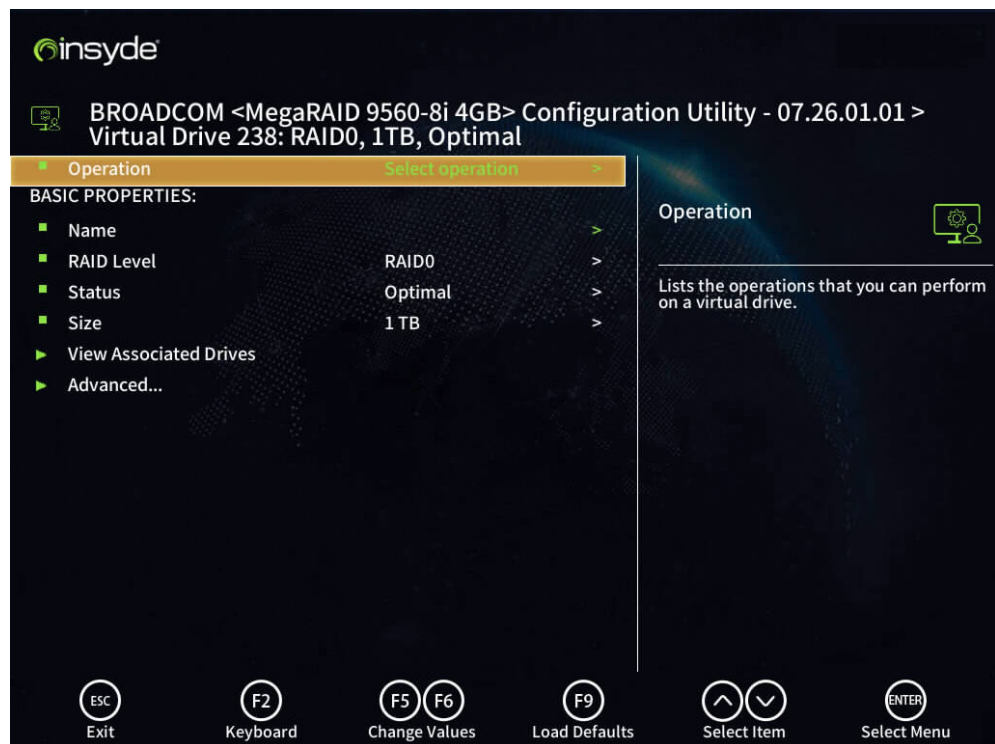 insyde
BROADCOM <MegaRAID 9560-8i 4GB> Configuration Utility - 07.26.01.01 >
Virtual Drive 238: RAID0, 1TB, Optimal
Operation Select operation >
BASIC PROPERTIES:
Name >
RAID Level RAID0 >
Status Optimal >
Size 1 TB >
View Associated Drives
Advanced...
Operation
Lists the operations that you can perform
on a virtual drive.
ESC F2 F5 F6 F9 ENTER
Exit Keyboard Change Values Load Defaults Select Item Select Menu